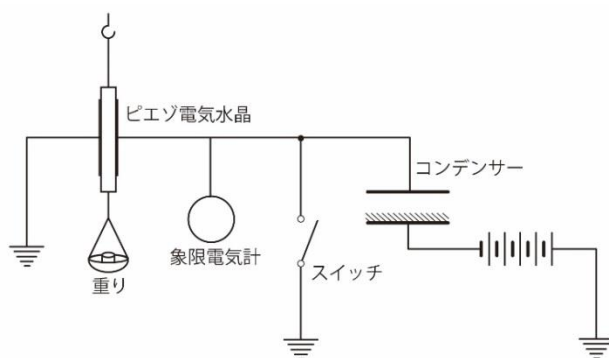 ピエゾ電気水晶
コンデンサー
象限電気計
スイッチ
重り